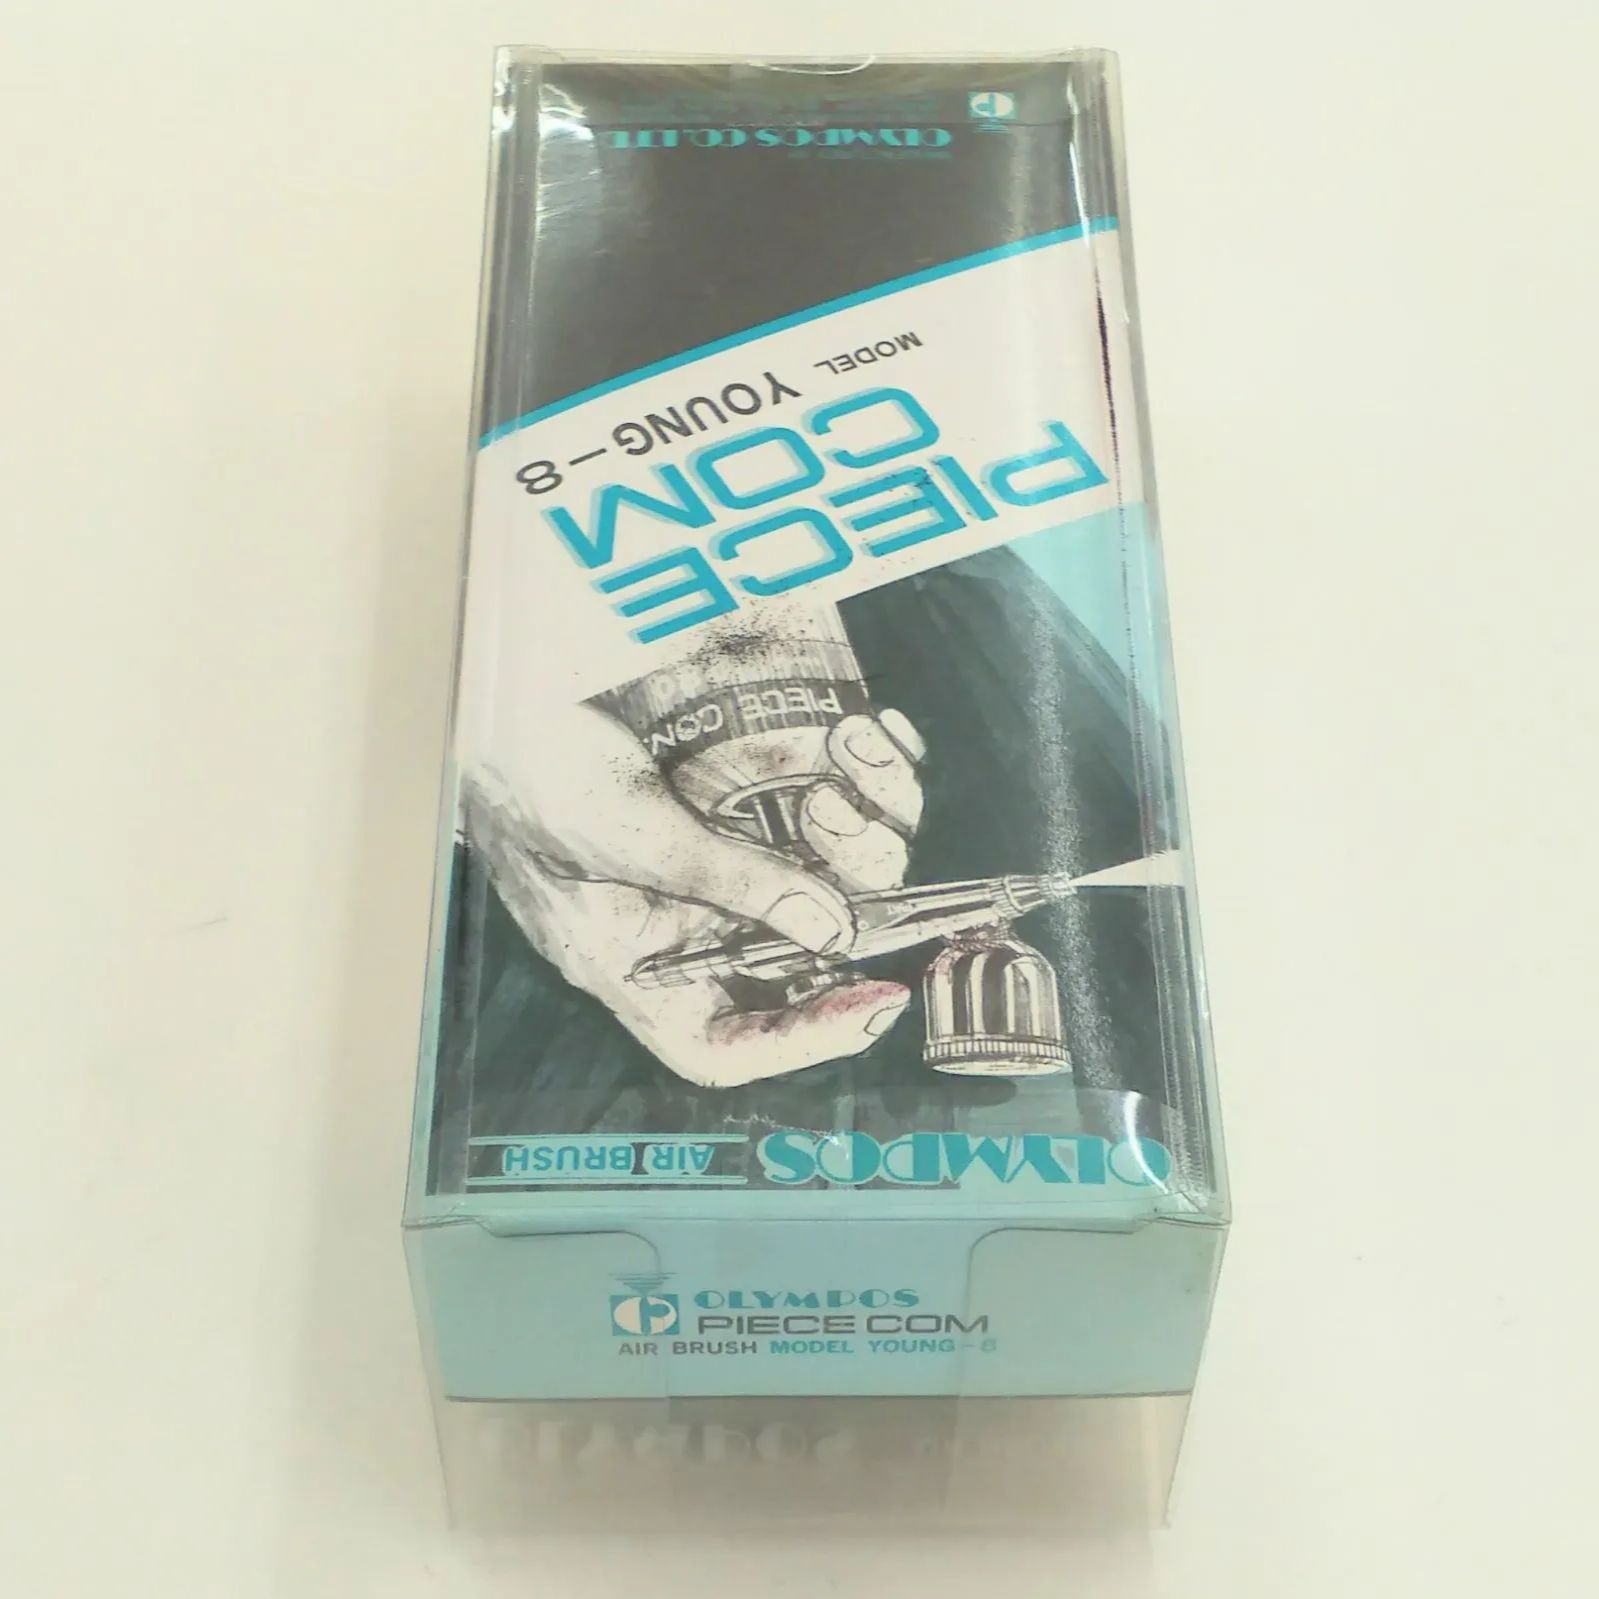 OLYMPOS AIR BRUSH
PIECE COM.
PIECE
COM
MODEL YOUNG-8
OLYMPOS CO., LTD.
OLYMPOS
PIECE COM
AIR BRUSH MODEL YOUNG-8